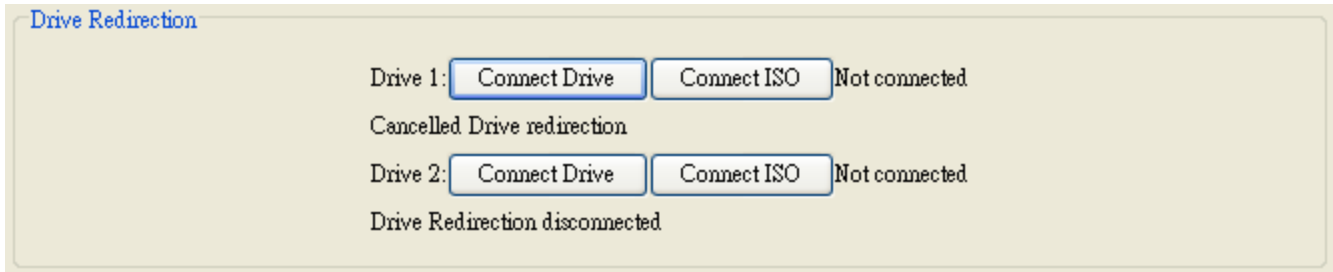 Drive Redirection
Drive 1: Connect Drive Connect ISO Not connected
Cancelled Drive redirection
Drive 2: Connect Drive Connect ISO Not connected
Drive Redirection disconnected